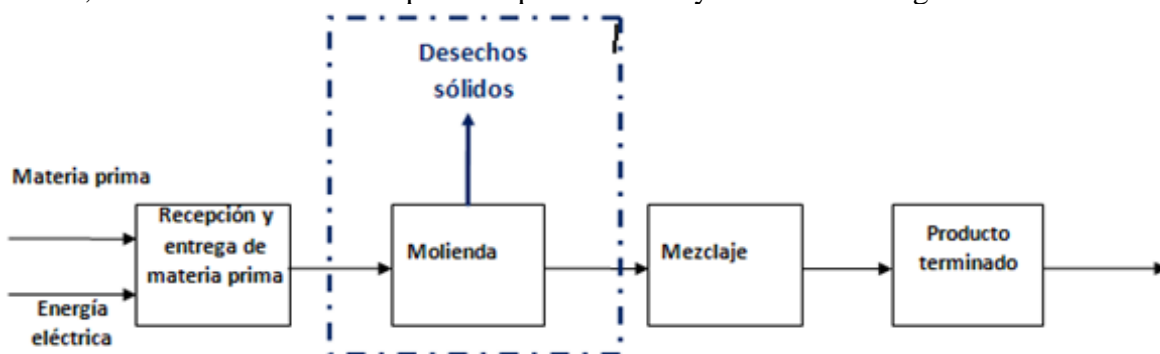 Desechos
sólidos
Materia prima
Recepción y
entrega de
materia prima
Energía
eléctrica
Molienda
Mezclaje
Producto
terminado